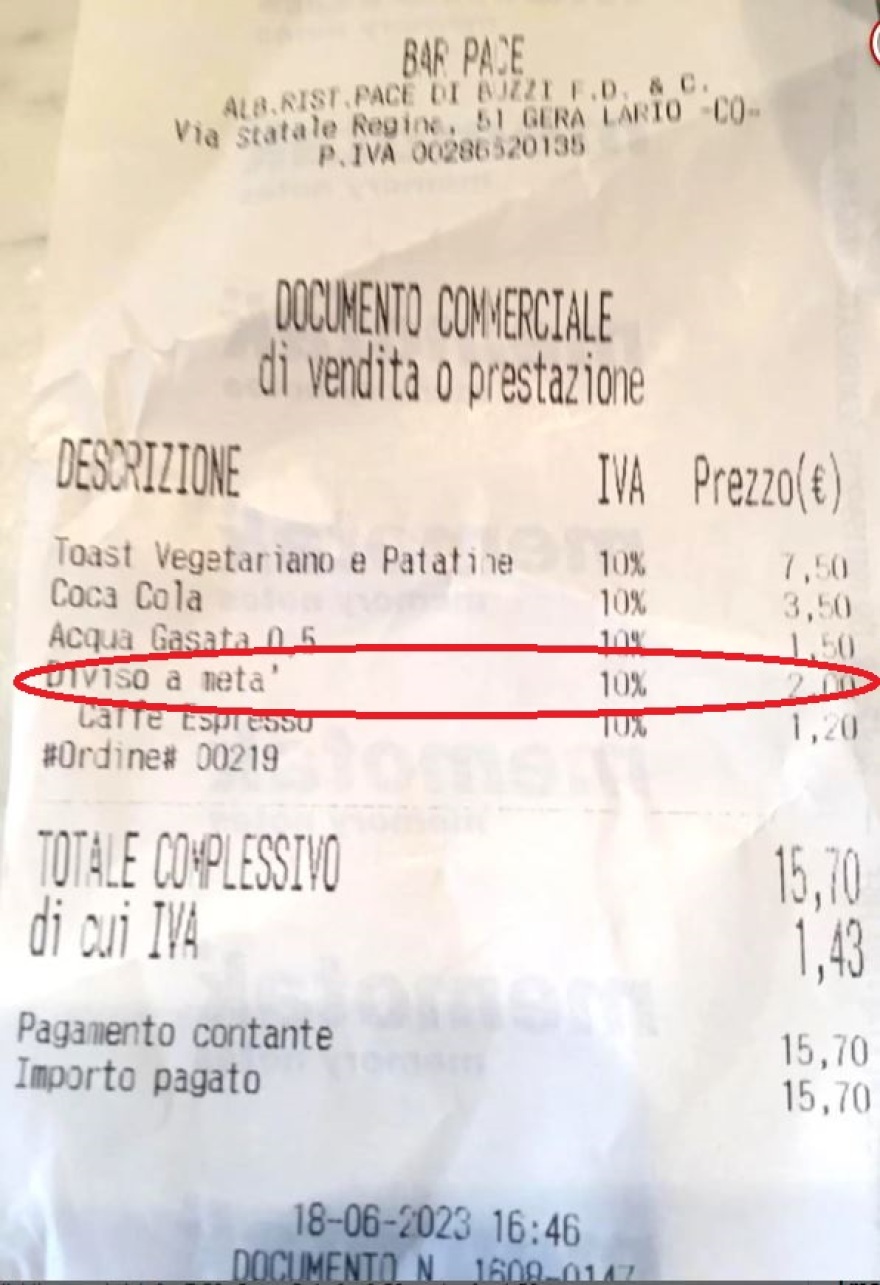 BAR PACE
ALB.RIST.PACE DI BUZZI F.D. & C.
Via Statale Regina, 51 GERA LARIO -CO-
P.IVA 00286520135
DOCUMENTO COMMERCIALE
di vendita o prestazione
DESCRIZIONE IVA Prezzo(€)
Toast Vegetariano e Patatine 10% 7,50
Coca Cola 10% 3,50
Acqua Gasata 0,5 10% 1,50
Diviso a meta' 10% 2,00
Caffe Espresso 10% 1,20
#Ordine# 00219
TOTALE COMPLESSIVO 15,70
di cui IVA 1,43
Pagamento contante 15,70
Importo pagato 15,70
18-06-2023 16:46
DOCUMENTO N. 1608-0147